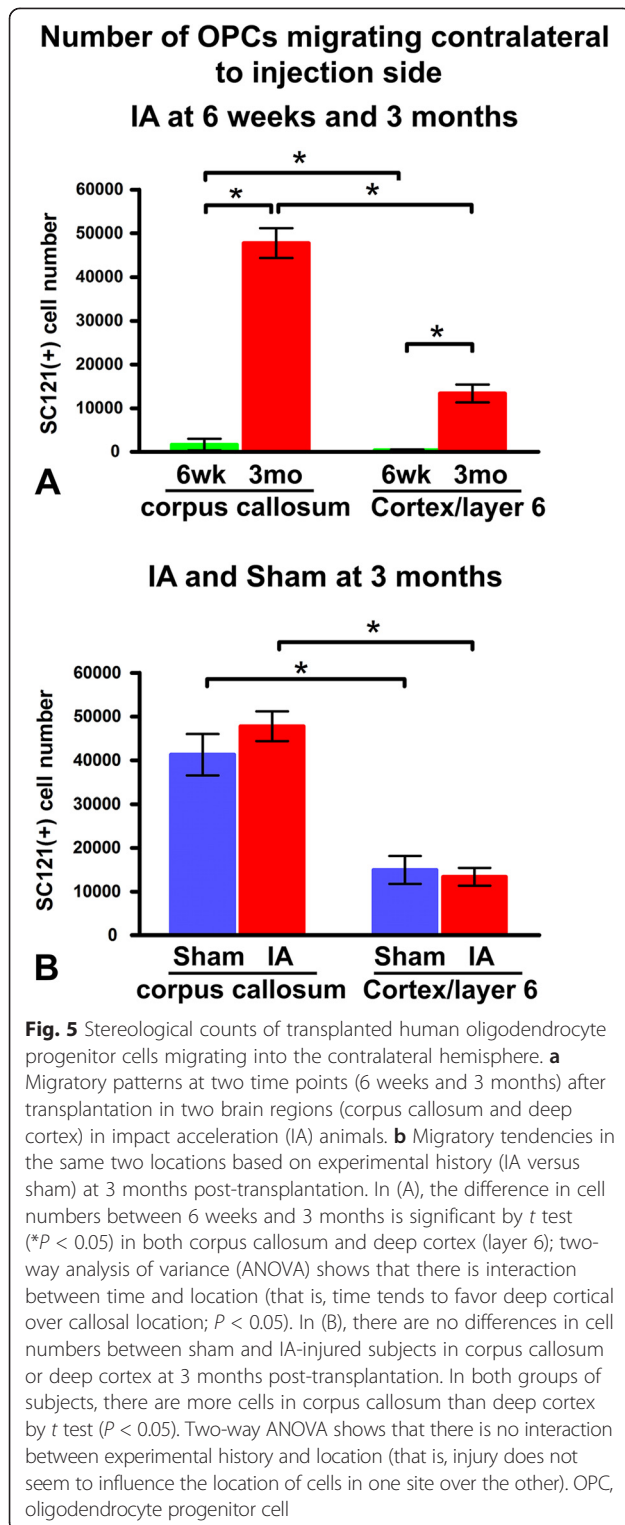 Number of OPCs migrating contralateral
to injection side
IA at 6 weeks and 3 months
*
*
*
*
60000
50000
40000
30000
20000
10000
0
SC121(+) cell number
6wk 3mo 6wk 3mo
corpus callosum Cortex/layer 6
A
IA and Sham at 3 months
*
*
60000
50000
40000
30000
20000
10000
0
SC121(+) cell number
Sham IA Sham IA
corpus callosum Cortex/layer 6
B
Fig. 5 Stereological counts of transplanted human oligodendrocyte
progenitor cells migrating into the contralateral hemisphere. a
Migratory patterns at two time points (6 weeks and 3 months) after
transplantation in two brain regions (corpus callosum and deep
cortex) in impact acceleration (IA) animals. b Migratory tendencies in
the same two locations based on experimental history (IA versus
sham) at 3 months post-transplantation. In (A), the difference in cell
numbers between 6 weeks and 3 months is significant by t test
(*P < 0.05) in both corpus callosum and deep cortex (layer 6); two-
way analysis of variance (ANOVA) shows that there is interaction
between time and location (that is, time tends to favor deep cortical
over callosal location; P < 0.05). In (B), there are no differences in cell
numbers between sham and IA-injured subjects in corpus callosum
or deep cortex at 3 months post-transplantation. In both groups of
subjects, there are more cells in corpus callosum than deep cortex
by t test (P < 0.05). Two-way ANOVA shows that there is no interaction
between experimental history and location (that is, injury does not
seem to influence the location of cells in one site over the other). OPC,
oligodendrocyte progenitor cell